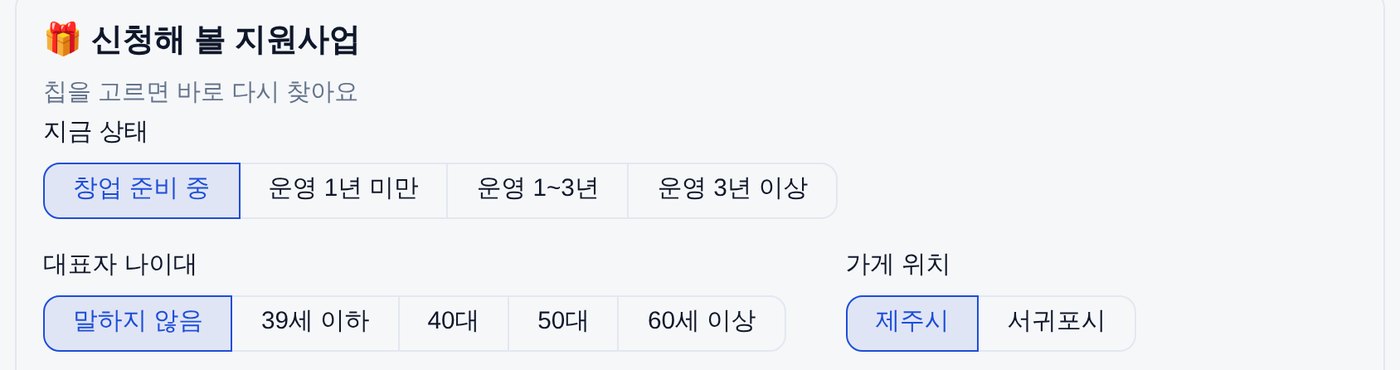 🎁 신청해 볼 지원사업
칩을 고르면 바로 다시 찾아요
지금 상태
창업 준비 중 운영 1년 미만 운영 1~3년 운영 3년 이상
대표자 나이대 가게 위치
말하지 않음 39세 이하 40대 50대 60세 이상 제주시 서귀포시